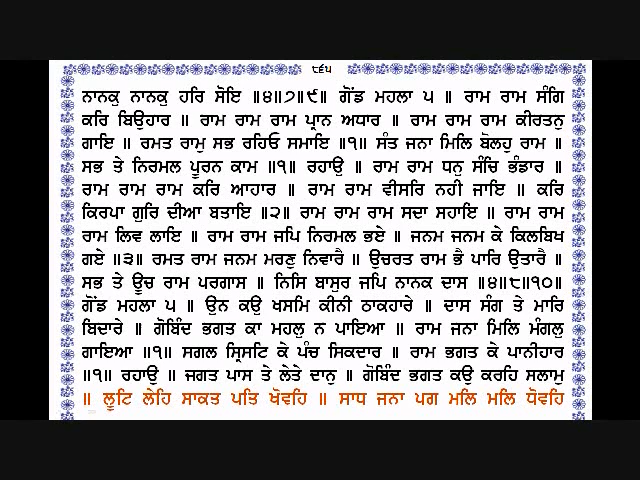 ੮੬੫
ਨਾਨਕੁ ਨਾਨਕੁ ਹਰਿ ਸੋਇ ॥੪॥੭॥੯॥ ਗੋਂਡ ਮਹਲਾ ੫ ॥ ਰਾਮ ਰਾਮ ਸੰਗਿ
ਕਰਿ ਬਿਉਹਾਰ ॥ ਰਾਮ ਰਾਮ ਰਾਮ ਪ੍ਰਾਨ ਅਧਾਰ ॥ ਰਾਮ ਰਾਮ ਰਾਮ ਕੀਰਤਨੁ
ਗਾਇ ॥ ਰਮਤ ਰਾਮੁ ਸਭ ਰਹਿਓ ਸਮਾਇ ॥੧॥ ਸੰਤ ਜਨਾ ਮਿਲਿ ਬੋਲਹੁ ਰਾਮ ॥
ਸਭ ਤੇ ਨਿਰਮਲ ਪੂਰਨ ਕਾਮ ॥੧॥ ਰਹਾਉ ॥ ਰਾਮ ਰਾਮ ਧਨੁ ਸੰਚਿ ਭੰਡਾਰ ॥
ਰਾਮ ਰਾਮ ਰਾਮ ਕਰਿ ਆਹਾਰ ॥ ਰਾਮ ਰਾਮ ਵੀਸਰਿ ਨਹੀ ਜਾਇ ॥ ਕਰਿ
ਕਿਰਪਾ ਗੁਰਿ ਦੀਆ ਬਤਾਇ ॥੨॥ ਰਾਮ ਰਾਮ ਰਾਮ ਸਦਾ ਸਹਾਇ ॥ ਰਾਮ ਰਾਮ
ਰਾਮ ਲਿਵ ਲਾਇ ॥ ਰਾਮ ਰਾਮ ਜਪਿ ਨਿਰਮਲ ਭਏ ॥ ਜਨਮ ਜਨਮ ਕੇ ਕਿਲਬਿਖ
ਗਏ ॥੩॥ ਰਮਤ ਰਾਮ ਜਨਮ ਮਰਣੁ ਨਿਵਾਰੈ ॥ ਉਚਰਤ ਰਾਮ ਭੈ ਪਾਰਿ ਉਤਾਰੈ ॥
ਸਭ ਤੇ ਊਚ ਰਾਮ ਪਰਗਾਸ ॥ ਨਿਸਿ ਬਾਸੁਰ ਜਪਿ ਨਾਨਕ ਦਾਸ ॥੪॥੮॥੧੦॥
ਗੋਂਡ ਮਹਲਾ ੫ ॥ ਉਨ ਕਉ ਖਸਮਿ ਕੀਨੀ ਠਾਕਹਾਰੇ ॥ ਦਾਸ ਸੰਗ ਤੇ ਮਾਰਿ
ਬਿਦਾਰੇ ॥ ਗੋਬਿੰਦ ਭਗਤ ਕਾ ਮਹਲੁ ਨ ਪਾਇਆ ॥ ਰਾਮ ਜਨਾ ਮਿਲਿ ਮੰਗਲੁ
ਗਾਇਆ ॥੧॥ ਸਗਲ ਸ੍ਰਿਸਟਿ ਕੇ ਪੰਚ ਸਿਕਦਾਰ ॥ ਰਾਮ ਭਗਤ ਕੇ ਪਾਨੀਹਾਰ
॥੧॥ ਰਹਾਉ ॥ ਜਗਤ ਪਾਸ ਤੇ ਲੇਤੇ ਦਾਨੁ ॥ ਗੋਬਿੰਦ ਭਗਤ ਕਉ ਕਰਹਿ ਸਲਾਮੁ
॥ ਲੂਟਿ ਲੇਹਿ ਸਾਕਤ ਪਤਿ ਖੋਵਹਿ ॥ ਸਾਧ ਜਨਾ ਪਗ ਮਲਿ ਮਲਿ ਧੋਵਹਿ